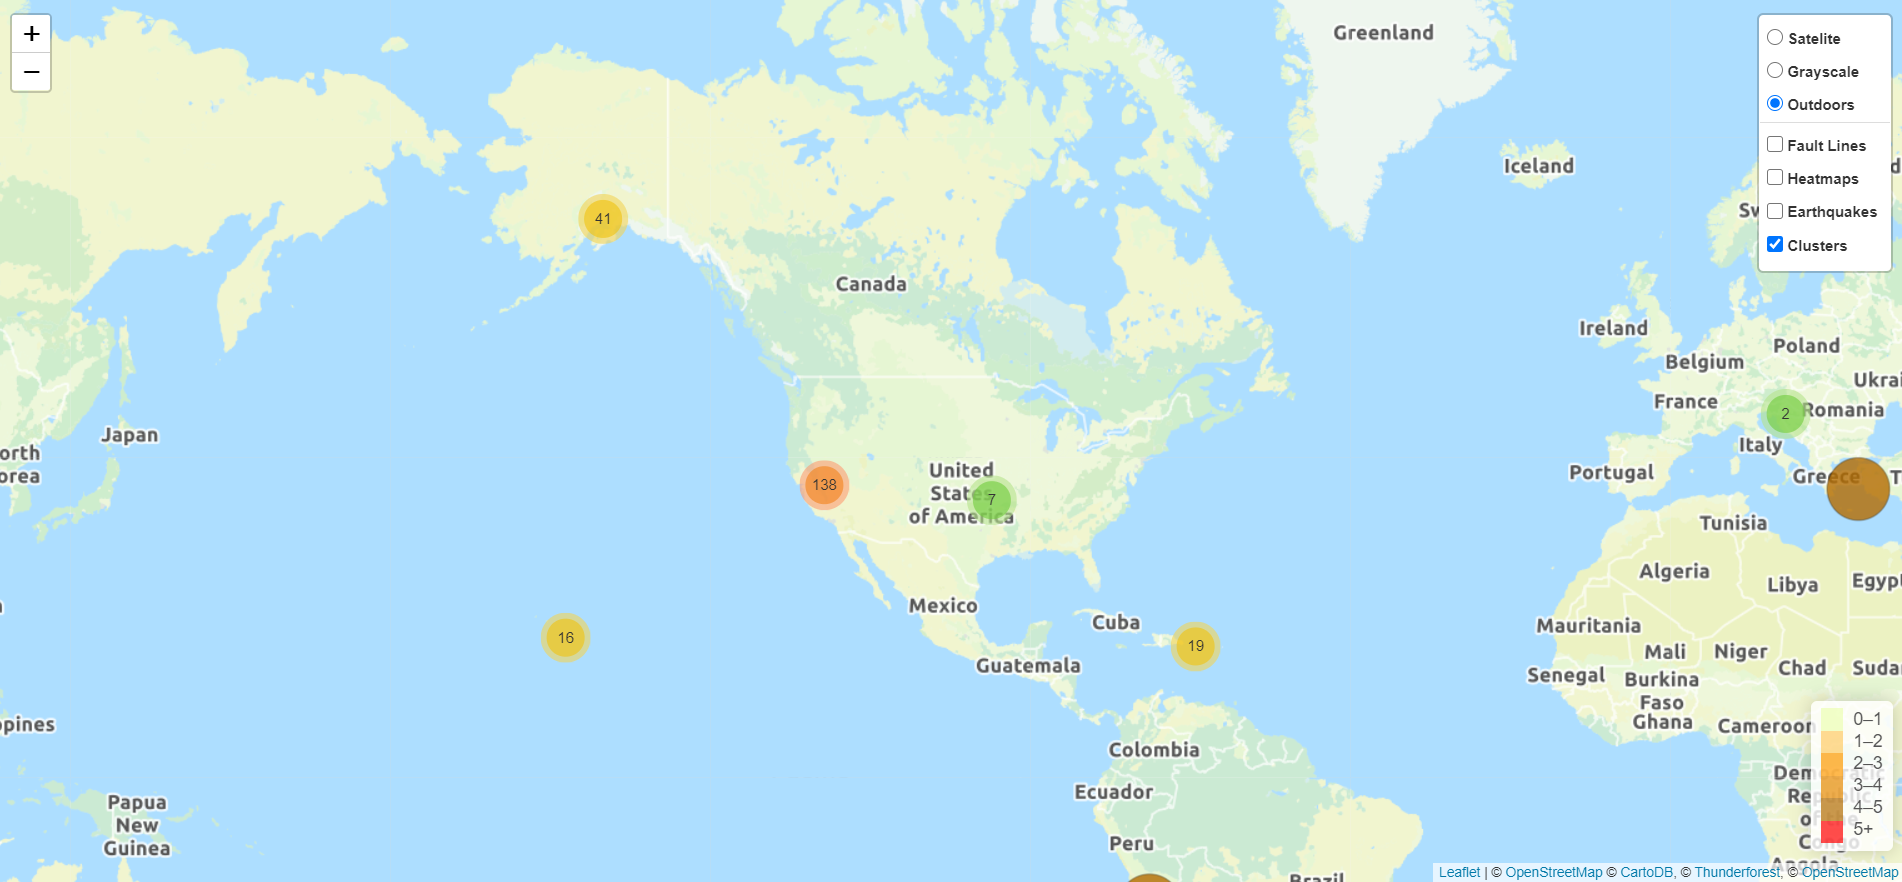 +
−
Satelite
Grayscale
Outdoors
Fault Lines
Heatmaps
Earthquakes
Clusters
Greenland
Iceland
Sw
d
41
Canada
Ireland
Poland
Belgium
Ukrai
France
2
Romania
Japan
Italy
orth
orea
138
United
States
of America
7
Portugal
Greece
T
Tunisia
Algeria
Libya
Egypt
Mexico
Cuba
Mauritania
16
19
Mali
Niger
Guatemala
Chad
Suda
Senegal
Burkina
Faso
Ghana
Cameroon
pines
Colombia
Ecuador
Democratic
Republic
of the
Congo
Angola
Papua
New
Guinea
Peru
Brazil
0–1
1–2
2–3
3–4
4–5
5+
Leaflet | © OpenStreetMap © CartoDB, © Thunderforest, © OpenStreetMap